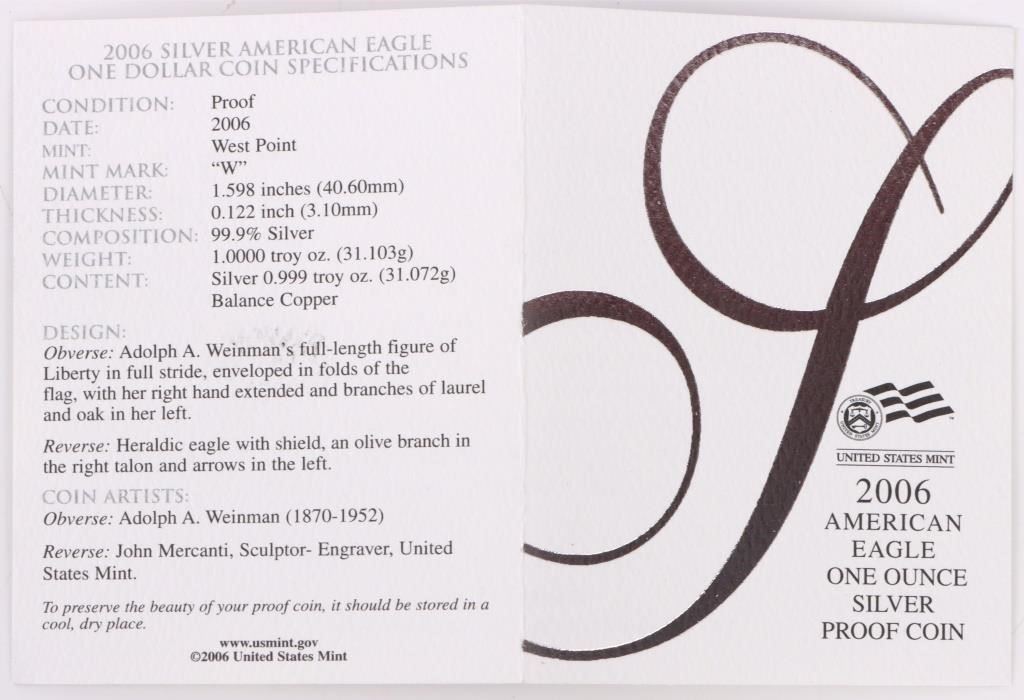 2006 SILVER AMERICAN EAGLE
ONE DOLLAR COIN SPECIFICATIONS
CONDITION: Proof
DATE: 2006
MINT: West Point
MINT MARK: “W”
DIAMETER: 1.598 inches (40.60mm)
THICKNESS: 0.122 inch (3.10mm)
COMPOSITION: 99.9% Silver
WEIGHT: 1.0000 troy oz. (31.103g)
CONTENT: Silver 0.999 troy oz. (31.072g)
Balance Copper
DESIGN:
Obverse: Adolph A. Weinman's full-length figure of
Liberty in full stride, enveloped in folds of the
flag, with her right hand extended and branches of laurel
and oak in her left.
Reverse: Heraldic eagle with shield, an olive branch in
the right talon and arrows in the left.
COIN ARTISTS:
Obverse: Adolph A. Weinman (1870-1952)
Reverse: John Mercanti, Sculptor- Engraver, United
States Mint.
To preserve the beauty of your proof coin, it should be stored in a
cool, dry place.
www.usmint.gov
©2006 United States Mint
UNITED STATES MINT
2006
AMERICAN
EAGLE
ONE OUNCE
SILVER
PROOF COIN